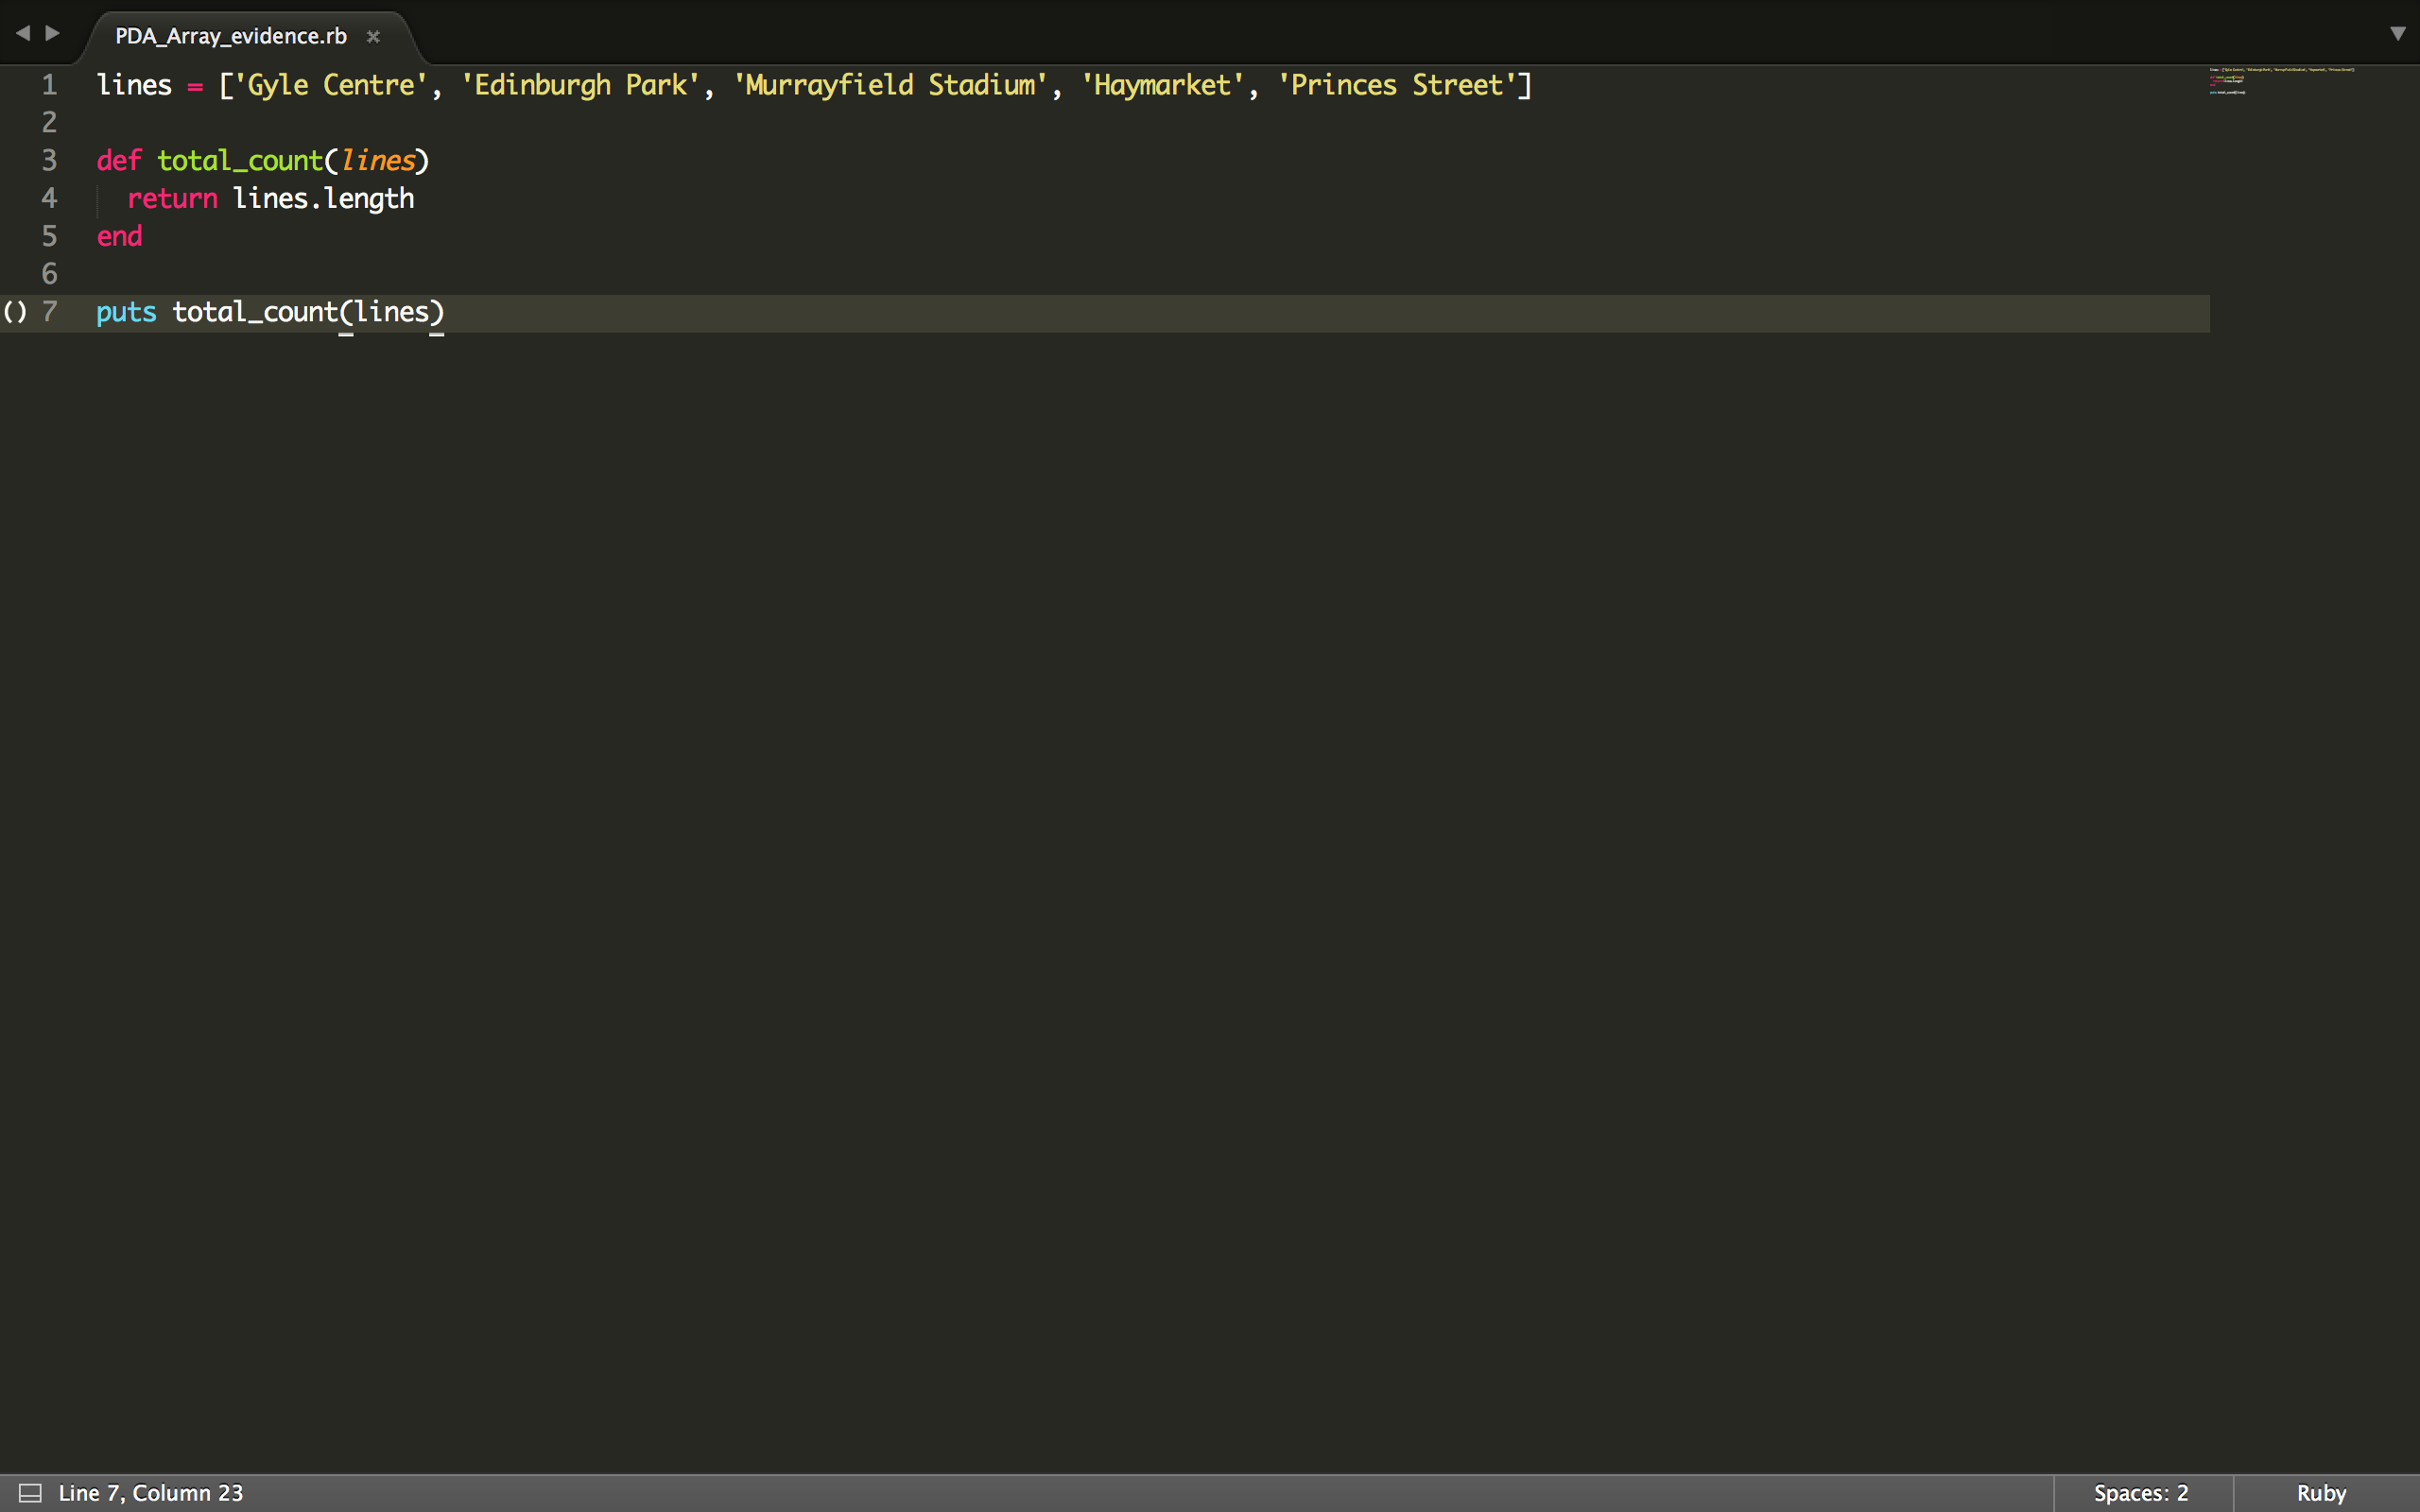 PDA_Array_evidence.rb
1 lines = ['Gyle Centre', 'Edinburgh Park', 'Murrayfield Stadium', 'Haymarket', 'Princes Street']
2
3 def total_count(lines)
4   return lines.length
5 end
6
() 7 puts total_count(lines)
Line 7, Column 23 Spaces: 2 Ruby